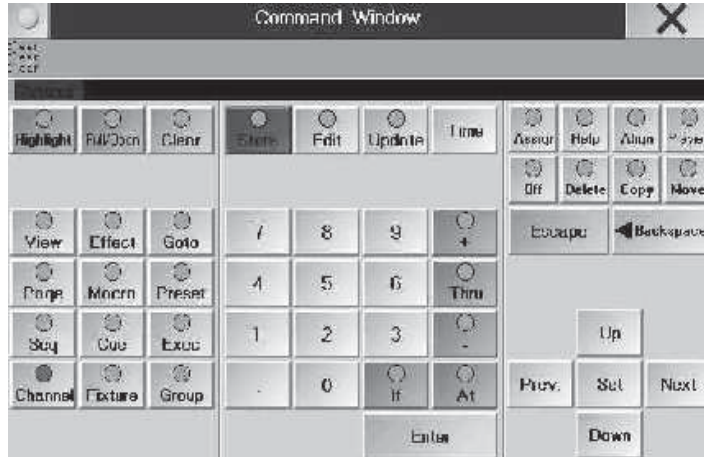 Command Window
Highlight Full/Dpcn Clear Store Edit Update Time Assign Help Align
Off Delete Copy Move
View Effect Goto 7 8 9 + Escape Backspace
Page Macro Preset 4 5 6 Thru
Seq Cue Exec 1 2 3 - Up
Channel Fixture Group . 0 If At Prev. Set Next
Enter Down